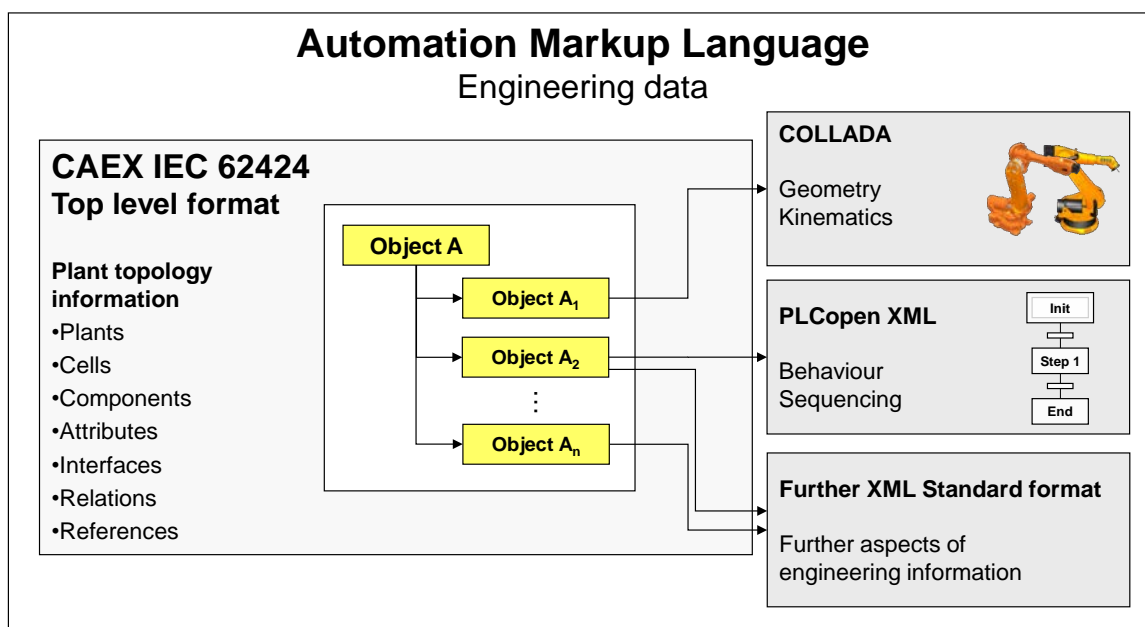 Automation Markup Language
Engineering data
CAEX IEC 62424
Top level format
Plant topology
information
•Plants
•Cells
•Components
•Attributes
•Interfaces
•Relations
•References
Object A
Object A₁
Object A₂
⋮
Object Aₙ
COLLADA
Geometry
Kinematics
PLCopen XML
Behaviour
Sequencing
Init
Step 1
End
Further XML Standard format
Further aspects of
engineering information